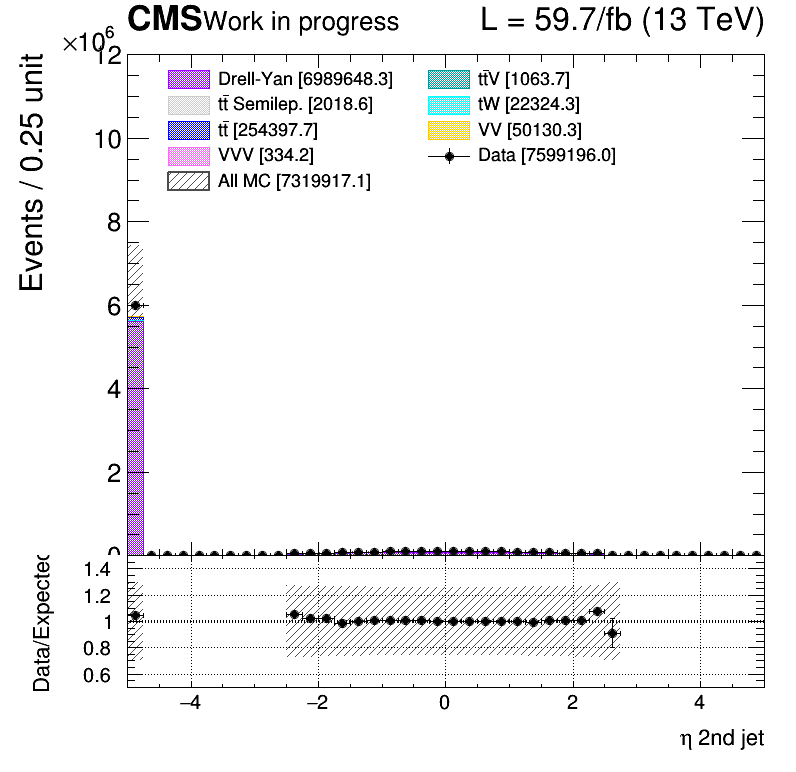 CMS Work in progress L = 59.7/fb (13 TeV)
×10⁶
Events / 0.25 unit
12
10
8
6
4
2
0
Drell-Yan [6989648.3]
tt̄ Semilep. [2018.6]
tt̄ [254397.7]
VVV [334.2]
All MC [7319917.1]
tt̄V [1063.7]
tW [22324.3]
VV [50130.3]
Data [7599196.0]
Data/Expected
1.4
1.2
1
0.8
0.6
−4 −2 0 2 4
η 2nd jet